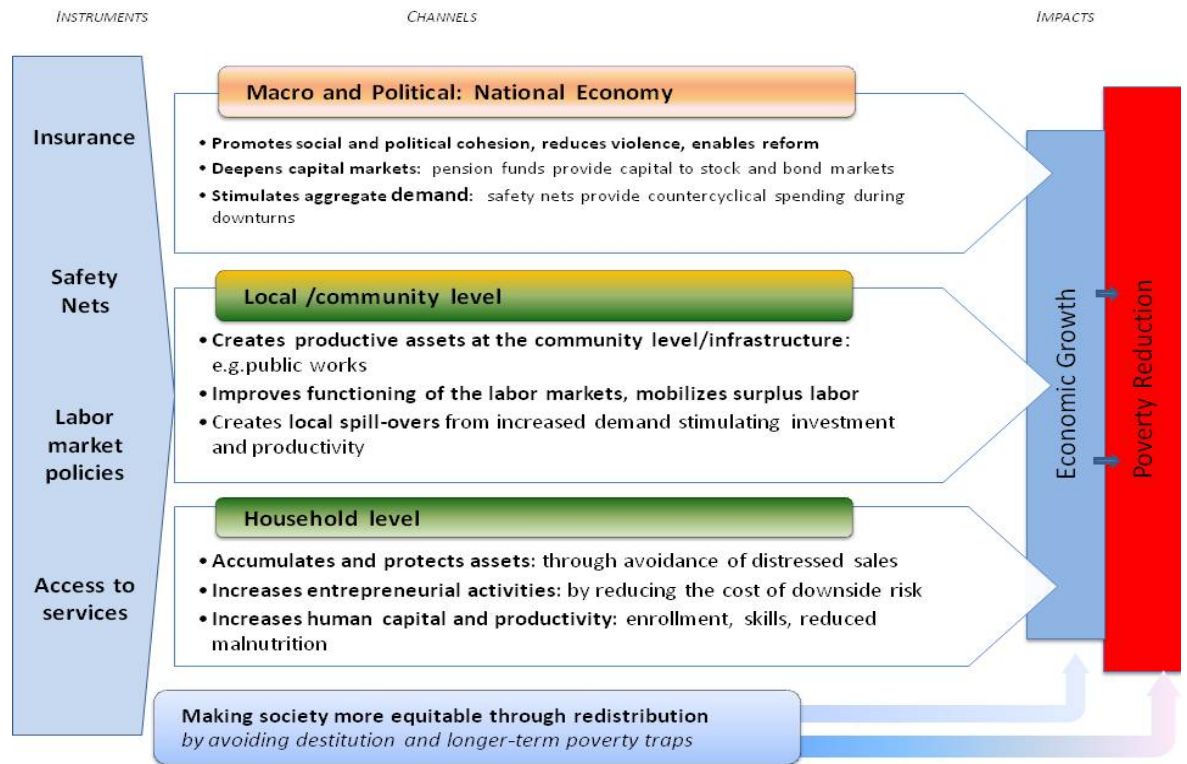 INSTRUMENTS
CHANNELS
IMPACTS
Insurance
Safety
Nets
Labor
market
policies
Access to
services
Macro and Political: National Economy
• Promotes social and political cohesion, reduces violence, enables reform
• Deepens capital markets: pension funds provide capital to stock and bond markets
• Stimulates aggregate demand: safety nets provide countercyclical spending during
downturns
Local /community level
• Creates productive assets at the community level/infrastructure:
e.g.public works
• Improves functioning of the labor markets, mobilizes surplus labor
• Creates local spill-overs from increased demand stimulating investment
and productivity
Household level
• Accumulates and protects assets: through avoidance of distressed sales
• Increases entrepreneurial activities: by reducing the cost of downside risk
• Increases human capital and productivity: enrollment, skills, reduced
malnutrition
Making society more equitable through redistribution
by avoiding destitution and longer-term poverty traps
Economic Growth
Poverty Reduction